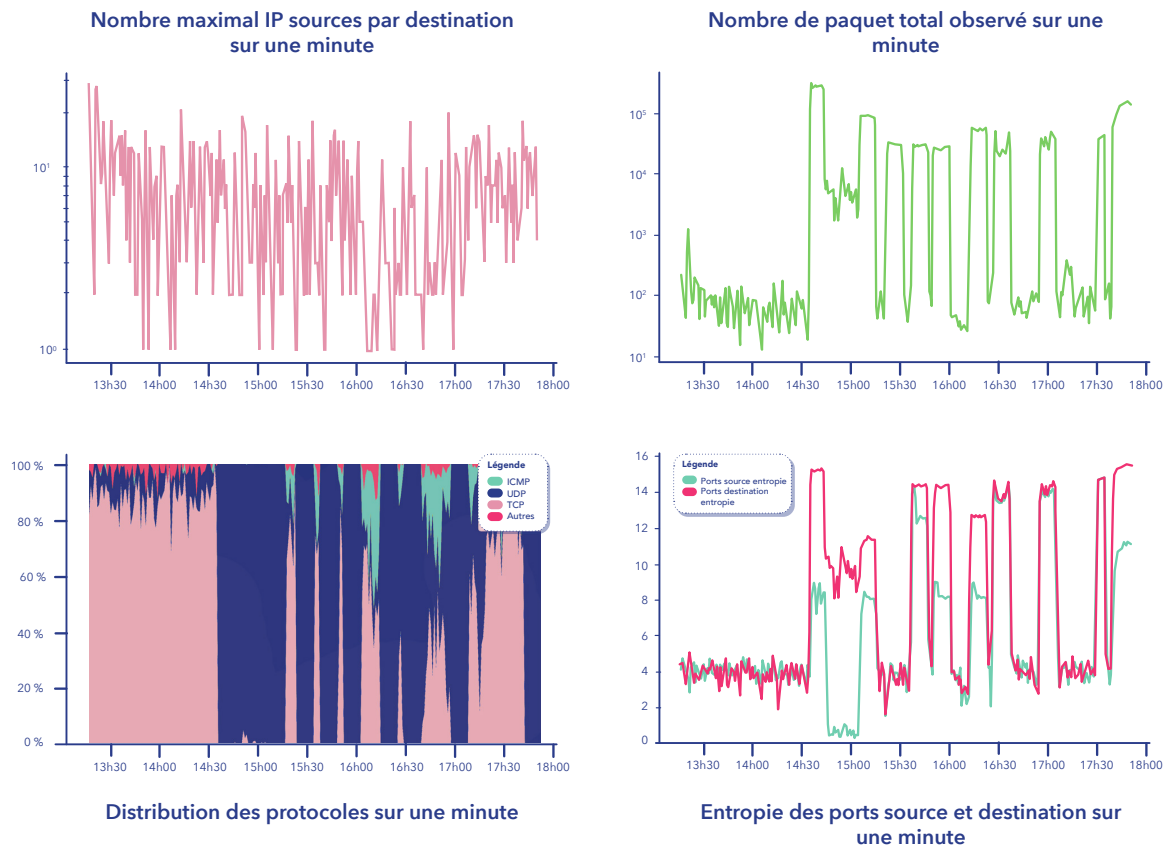 Nombre maximal IP sources par destination
sur une minute
10¹
10⁰
13h30 14h00 14h30 15h00 15h30 16h00 16h30 17h00 17h30 18h00
Nombre de paquet total observé sur une
minute
10⁵
10⁴
10³
10²
10¹
13h30 14h00 14h30 15h00 15h30 16h00 16h30 17h00 17h30 18h00
100 %
80 %
60 %
40 %
20 %
0 %
Légende
ICMP
UDP
TCP
Autres
13h30 14h00 14h30 15h00 15h30 16h00 16h30 17h00 17h30 18h00
Distribution des protocoles sur une minute
16
14
12
10
8
6
4
2
0
Légende
Ports source entropie
Ports destination
entropie
13h30 14h00 14h30 15h00 15h30 16h00 16h30 17h00 17h30 18h00
Entropie des ports source et destination sur
une minute